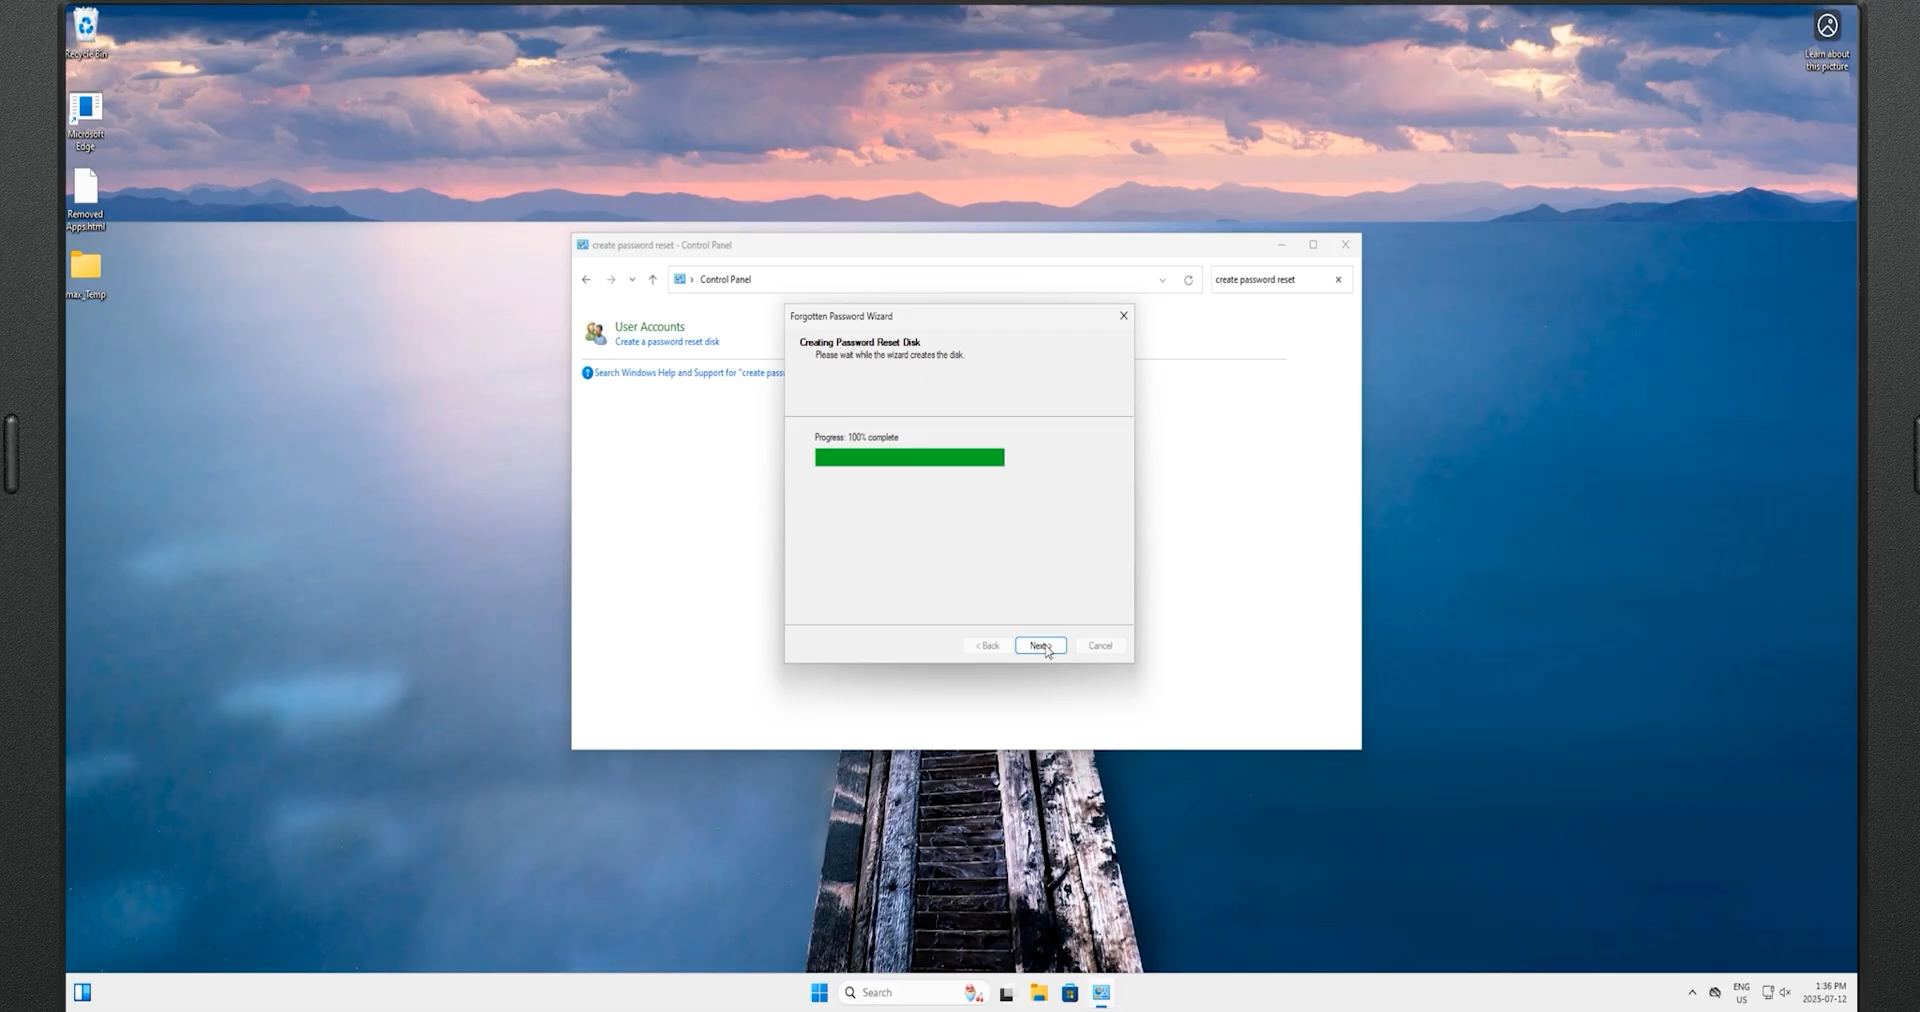 Recycle Bin
Microsoft
Edge
Removed
Apps.html
max_Temp
Learn about
this picture
create password reset - Control Panel
Control Panel
create password reset
User Accounts
Create a password reset disk
Search Windows Help and Support for "create pass
Forgotten Password Wizard
Creating Password Reset Disk
Please wait while the wizard creates the disk.
Progress: 100% complete
< Back
Next >
Cancel
Search
ENG
US
1:36 PM
2025-07-12